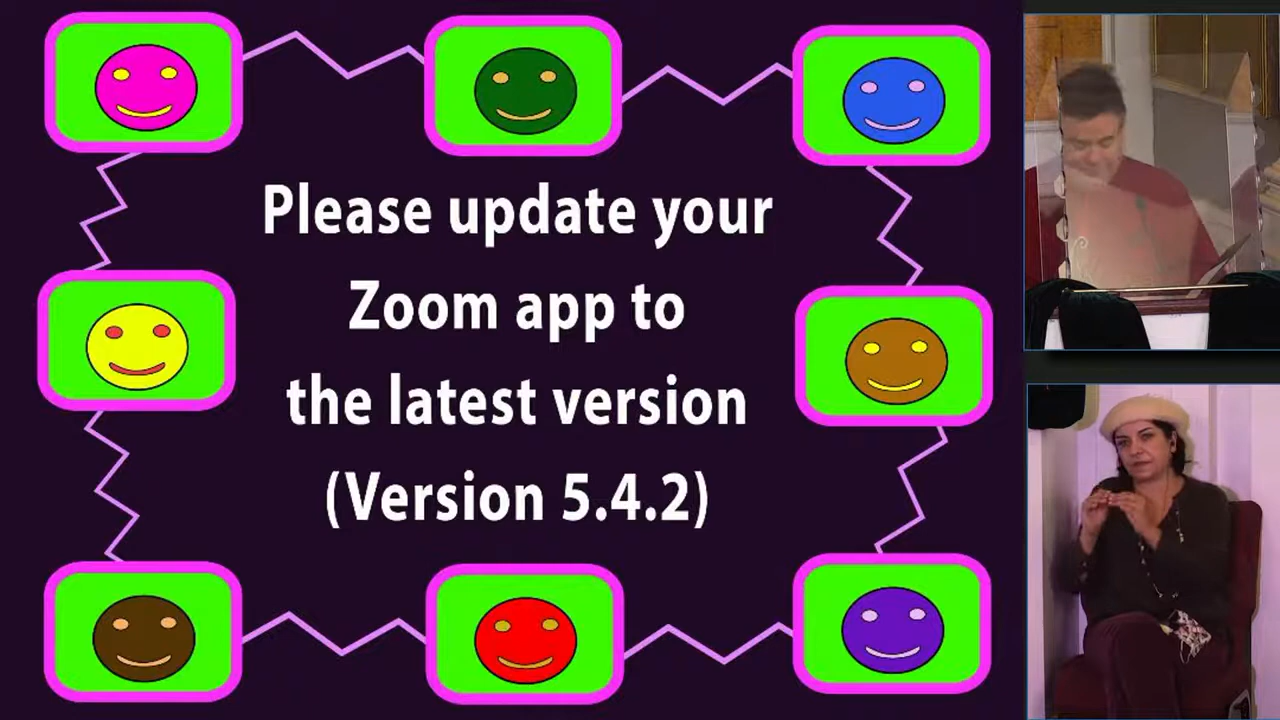 Please update your
Zoom app to
the latest version
(Version 5.4.2)